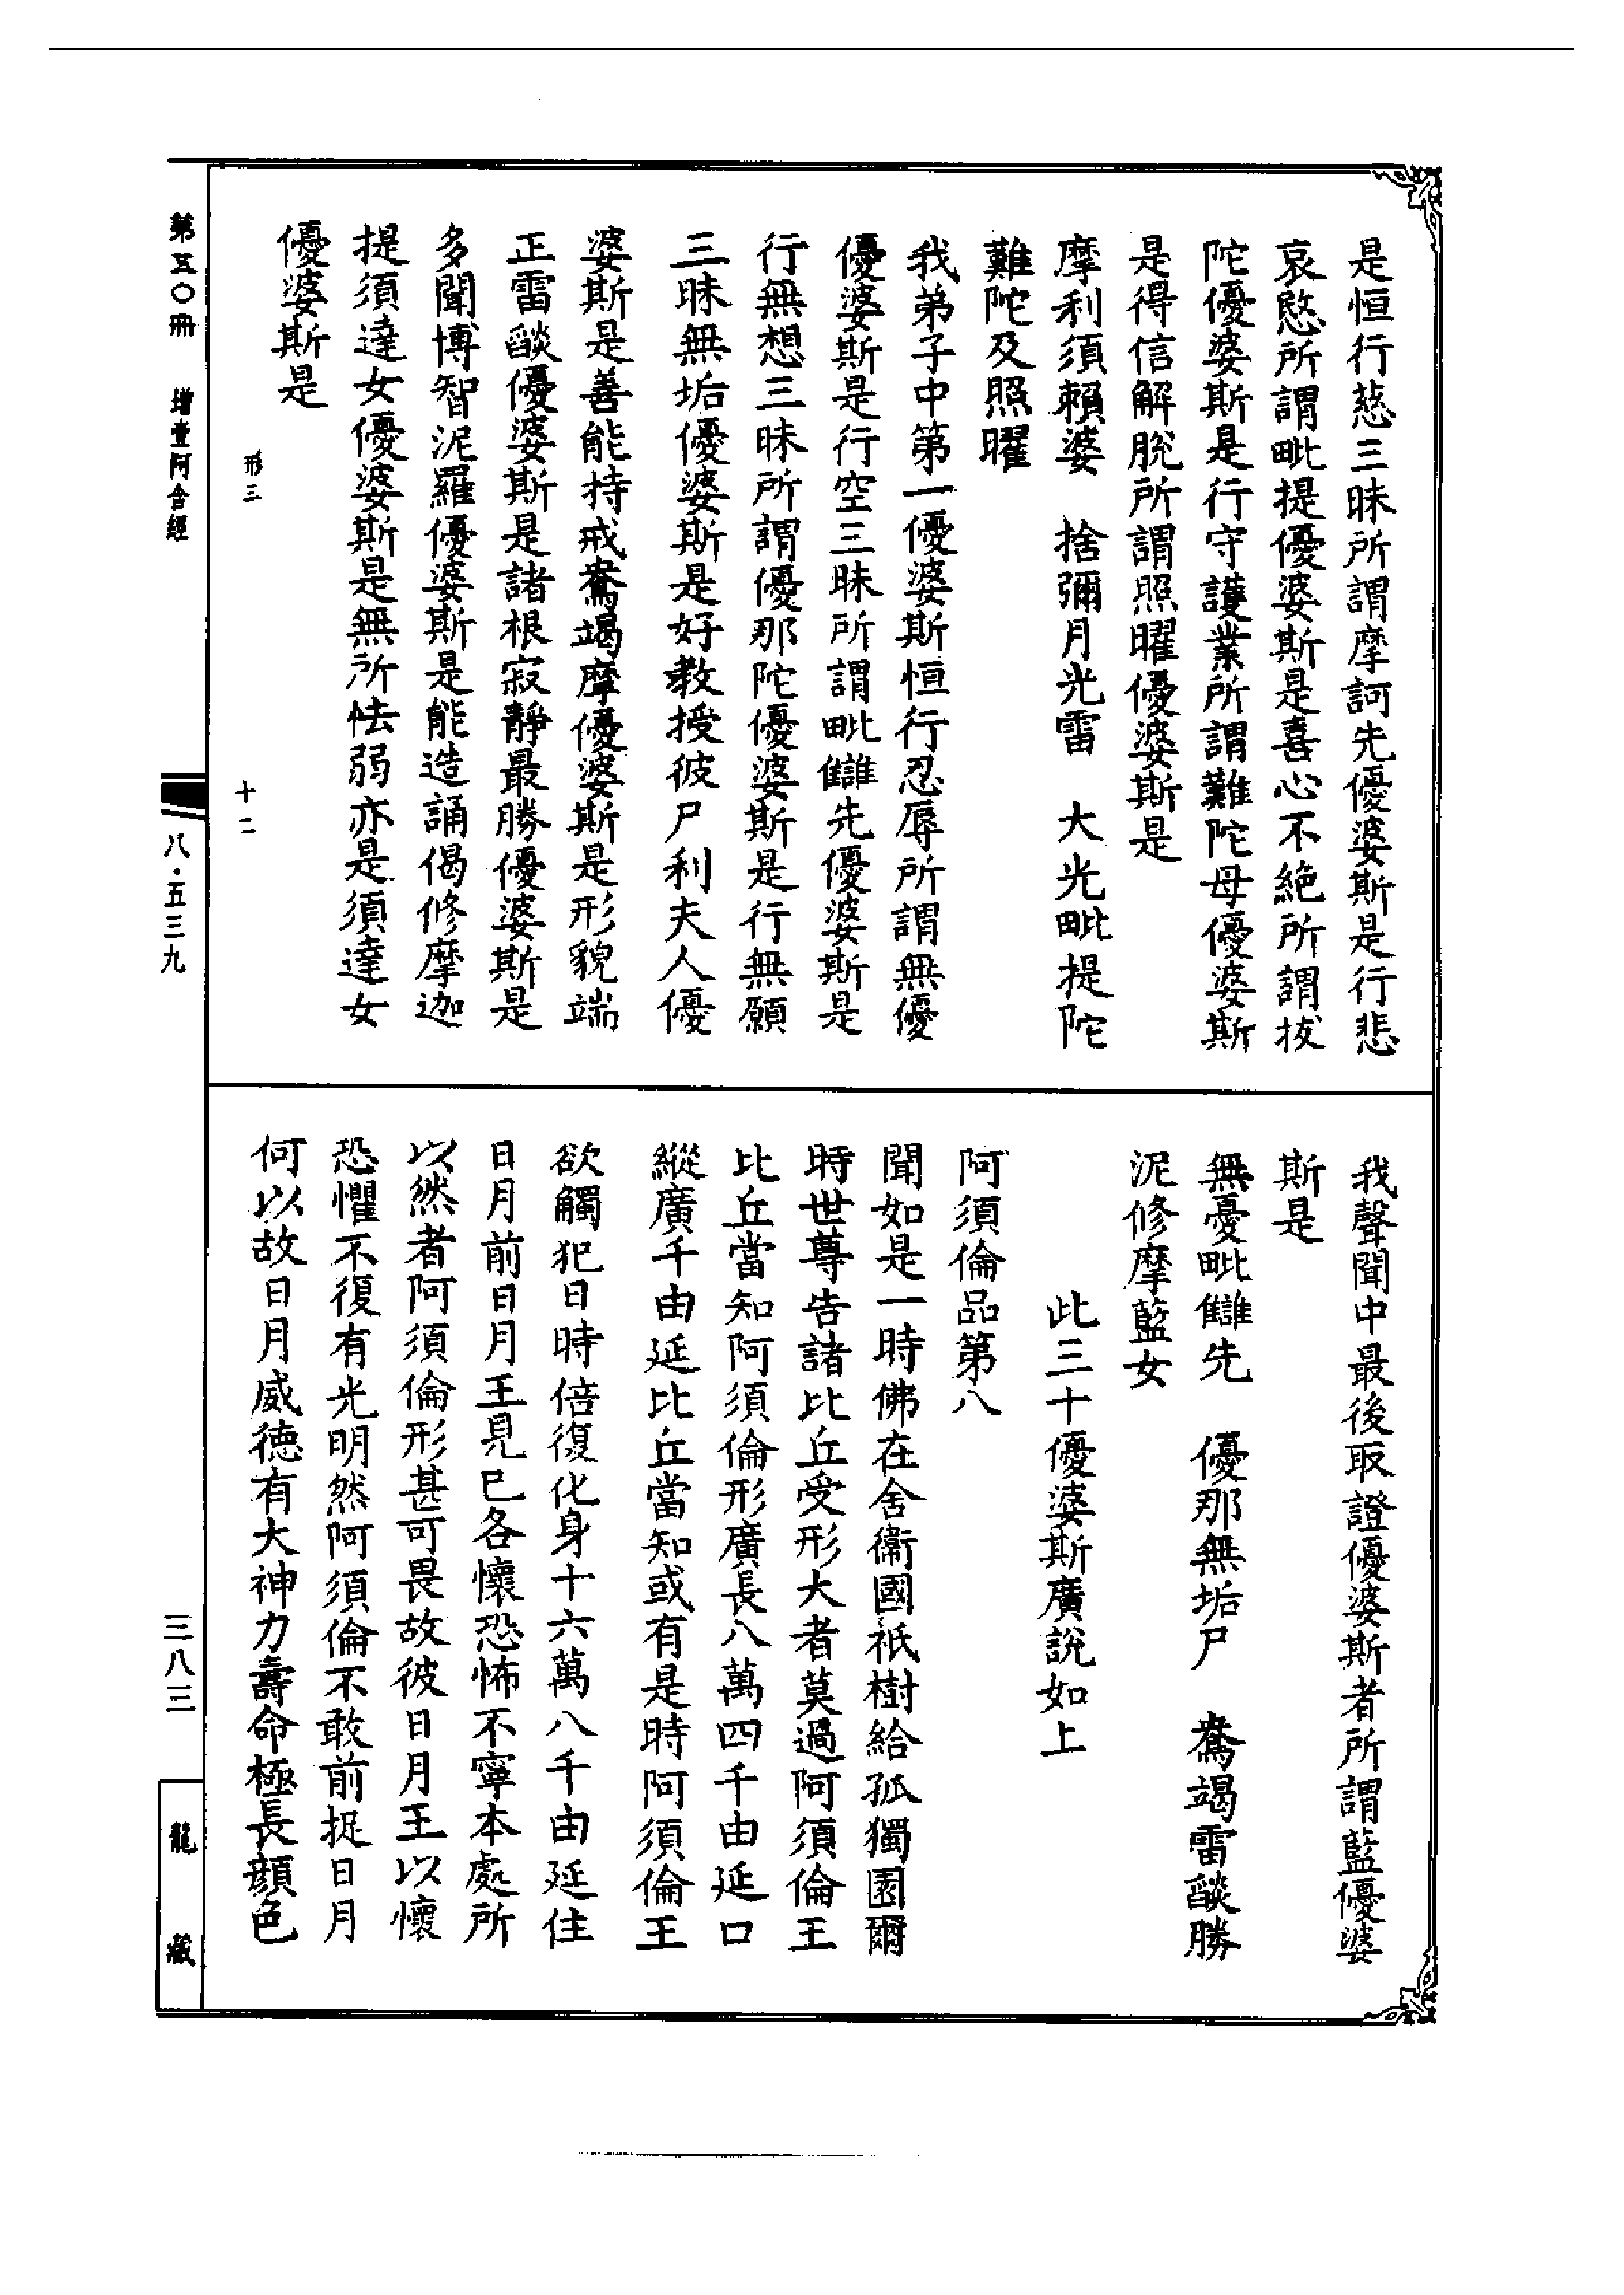 是恒行慈三昧所謂摩訶先優婆斯是行悲
哀愍所謂毗提優婆斯是喜心不絶所謂拔
陀優婆斯是行守護業所謂難陀母優婆斯
是得信解脫所謂照曜優婆斯是
摩利須賴婆　捨彌月光雷　大光毗提陀
難陀及照曜
我弟子中第一優婆斯恒行忍辱所謂無優
優婆斯是行空三昧所謂毗讎先優婆斯是
行無想三昧所謂優那陀優婆斯是行無願
三昧無垢優婆斯是好教授彼尸利夫人優
婆斯是善能持戒鴦竭摩優婆斯是形貌端
正雷燄優婆斯是諸根寂靜最勝優婆斯是
多聞博智泥羅優婆斯是能造誦偈修摩迦
提須達女優婆斯是無所怯弱亦是須達女
優婆斯是
形三　十二
我聲聞中最後取證優婆斯者所謂藍優婆
斯是
無憂毗讎先　優那無垢尸　鴦竭雷燄勝
泥修摩藍女
此三十優婆斯廣說如上
阿須倫品第八
聞如是一時佛在舍衛國祇樹給孤獨園爾
時世尊告諸比丘受形大者莫過阿須倫王
比丘當知阿須倫形廣長八萬四千由延口
縱廣千由延比丘當知或有是時阿須倫王
欲觸犯日時倍復化身十六萬八千由延住
日月前日月王見已各懷恐怖不寧本處所
以然者阿須倫形甚可畏故彼日月王以懷
恐懼不復有光明然阿須倫不敢前捉日月
何以故日月威德有大神力壽命極長顔色
第五〇冊　增壹阿含經
八·五三九
三八三
龍藏